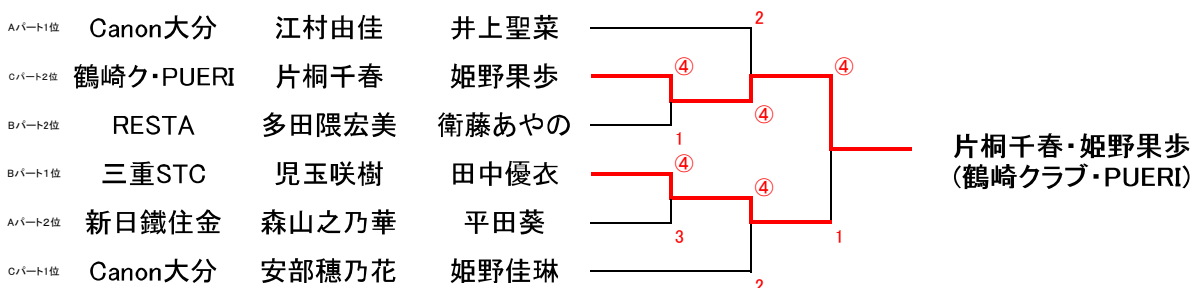 Aパート1位 Canon大分 江村由佳 井上聖菜 2
Cパート2位 鶴崎ク・PUERI 片桐千春 姫野果歩 ④ ④
④
Bパート2位 RESTA 多田隈宏美 衛藤あやの 1
片桐千春・姫野果歩
(鶴崎クラブ・PUERI)
Bパート1位 三重STC 児玉咲樹 田中優衣 ④
④
Aパート2位 新日鐵住金 森山之乃華 平田葵 3 1
Cパート1位 Canon大分 安部穂乃花 姫野佳琳 2